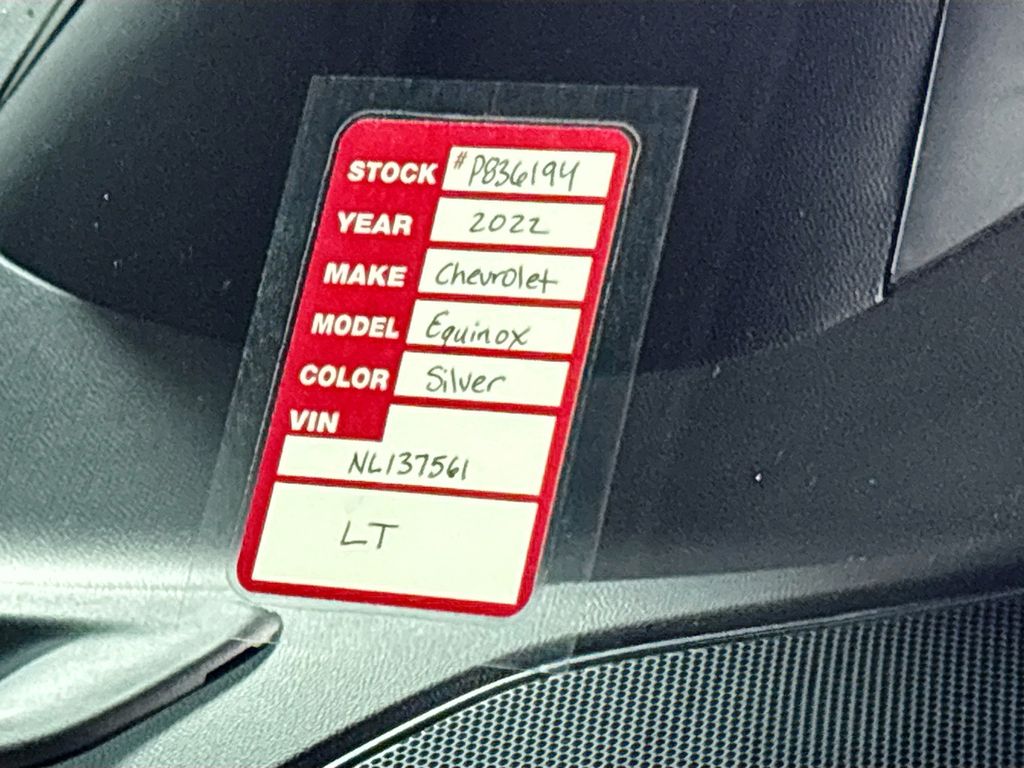 STOCK #P836194
YEAR 2022
MAKE Chevrolet
MODEL Equinox
COLOR Silver
VIN
NL137561
LT